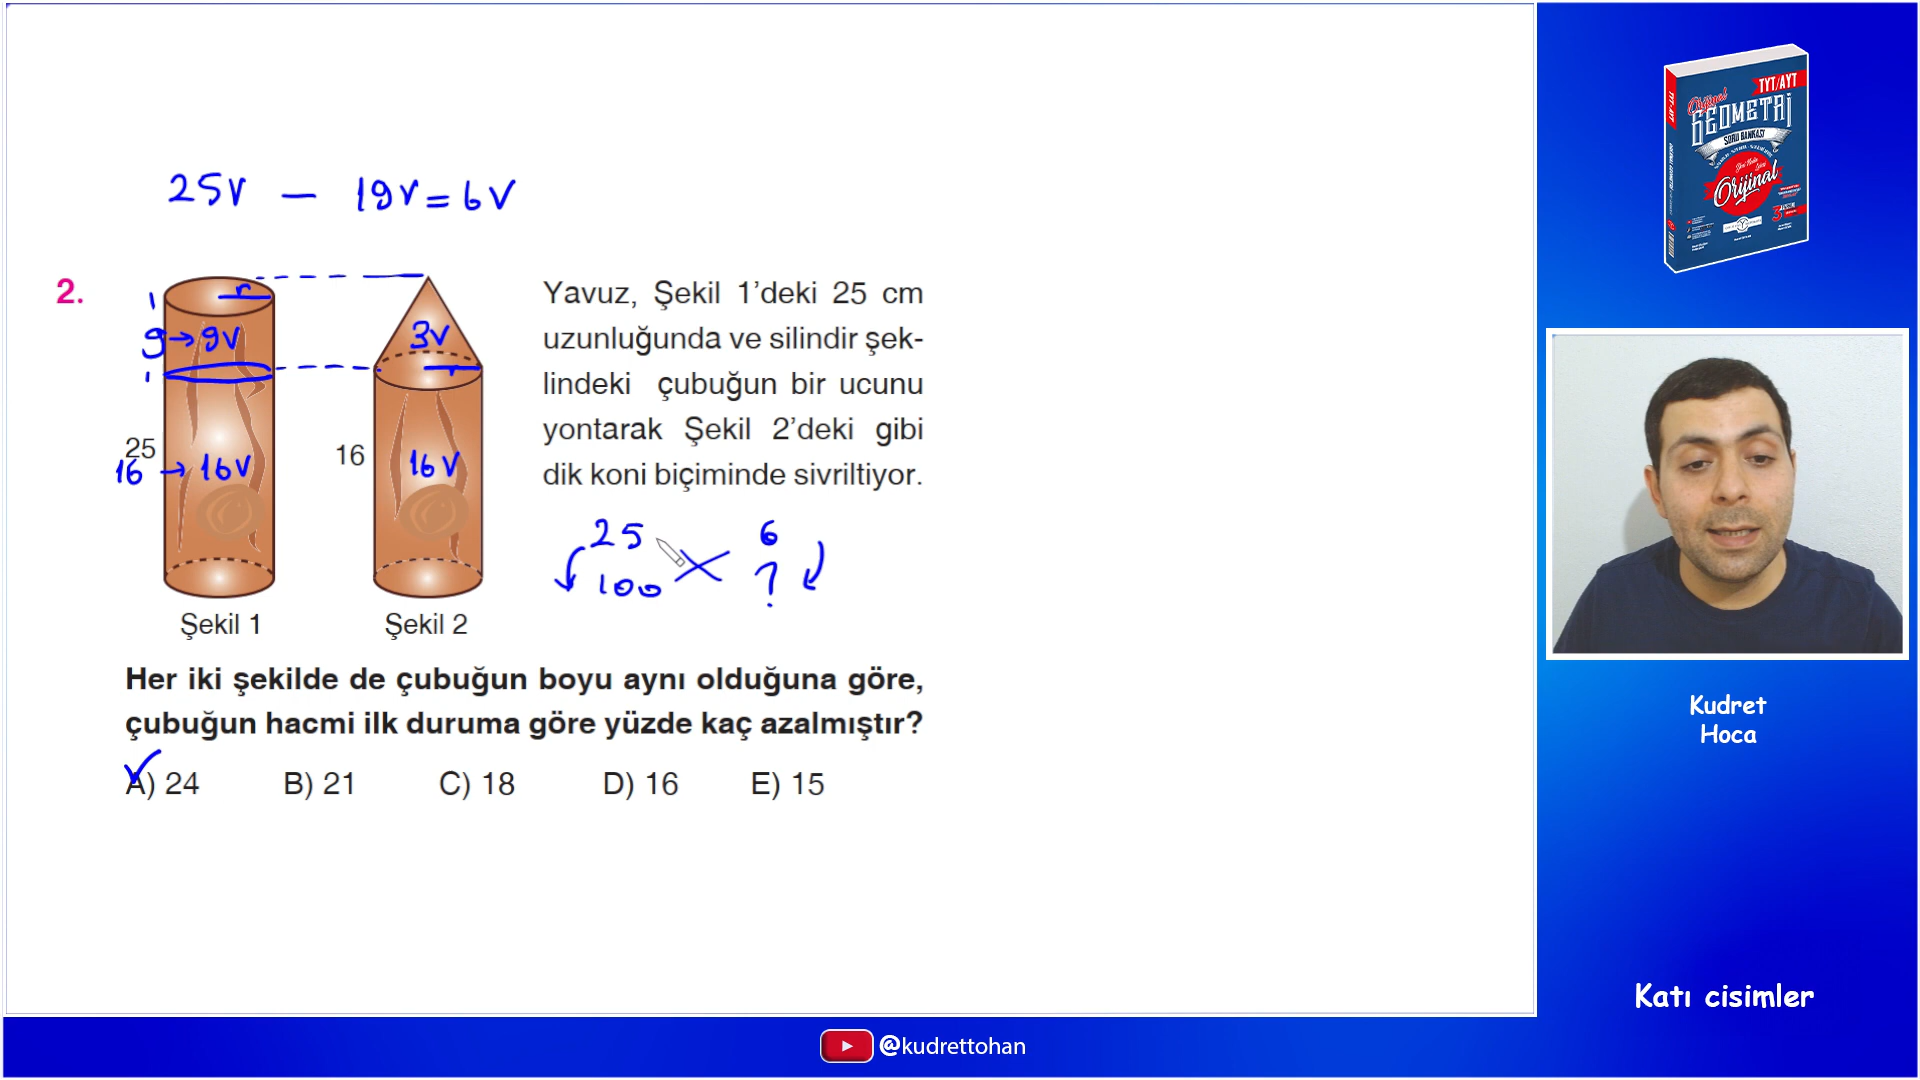 25V - 19V = 6V
2.
r
9 → 9V
3V
r
25
16 → 16V
16
16V
Şekil 1
Şekil 2
Yavuz, Şekil 1’deki 25 cm
uzunluğunda ve silindir şek-
lindeki çubuğun bir ucunu
yontarak Şekil 2’deki gibi
dik koni biçiminde sivriltiyor.
25 6
100 ?
Her iki şekilde de çubuğun boyu aynı olduğuna göre,
çubuğun hacmi ilk duruma göre yüzde kaç azalmıştır?
A) 24 B) 21 C) 18 D) 16 E) 15
TYT/AYT
Orijinal
GEOMETRİ
SORU BANKASI
Orijinal
Kudret
Hoca
Katı cisimler
@kudrettohan